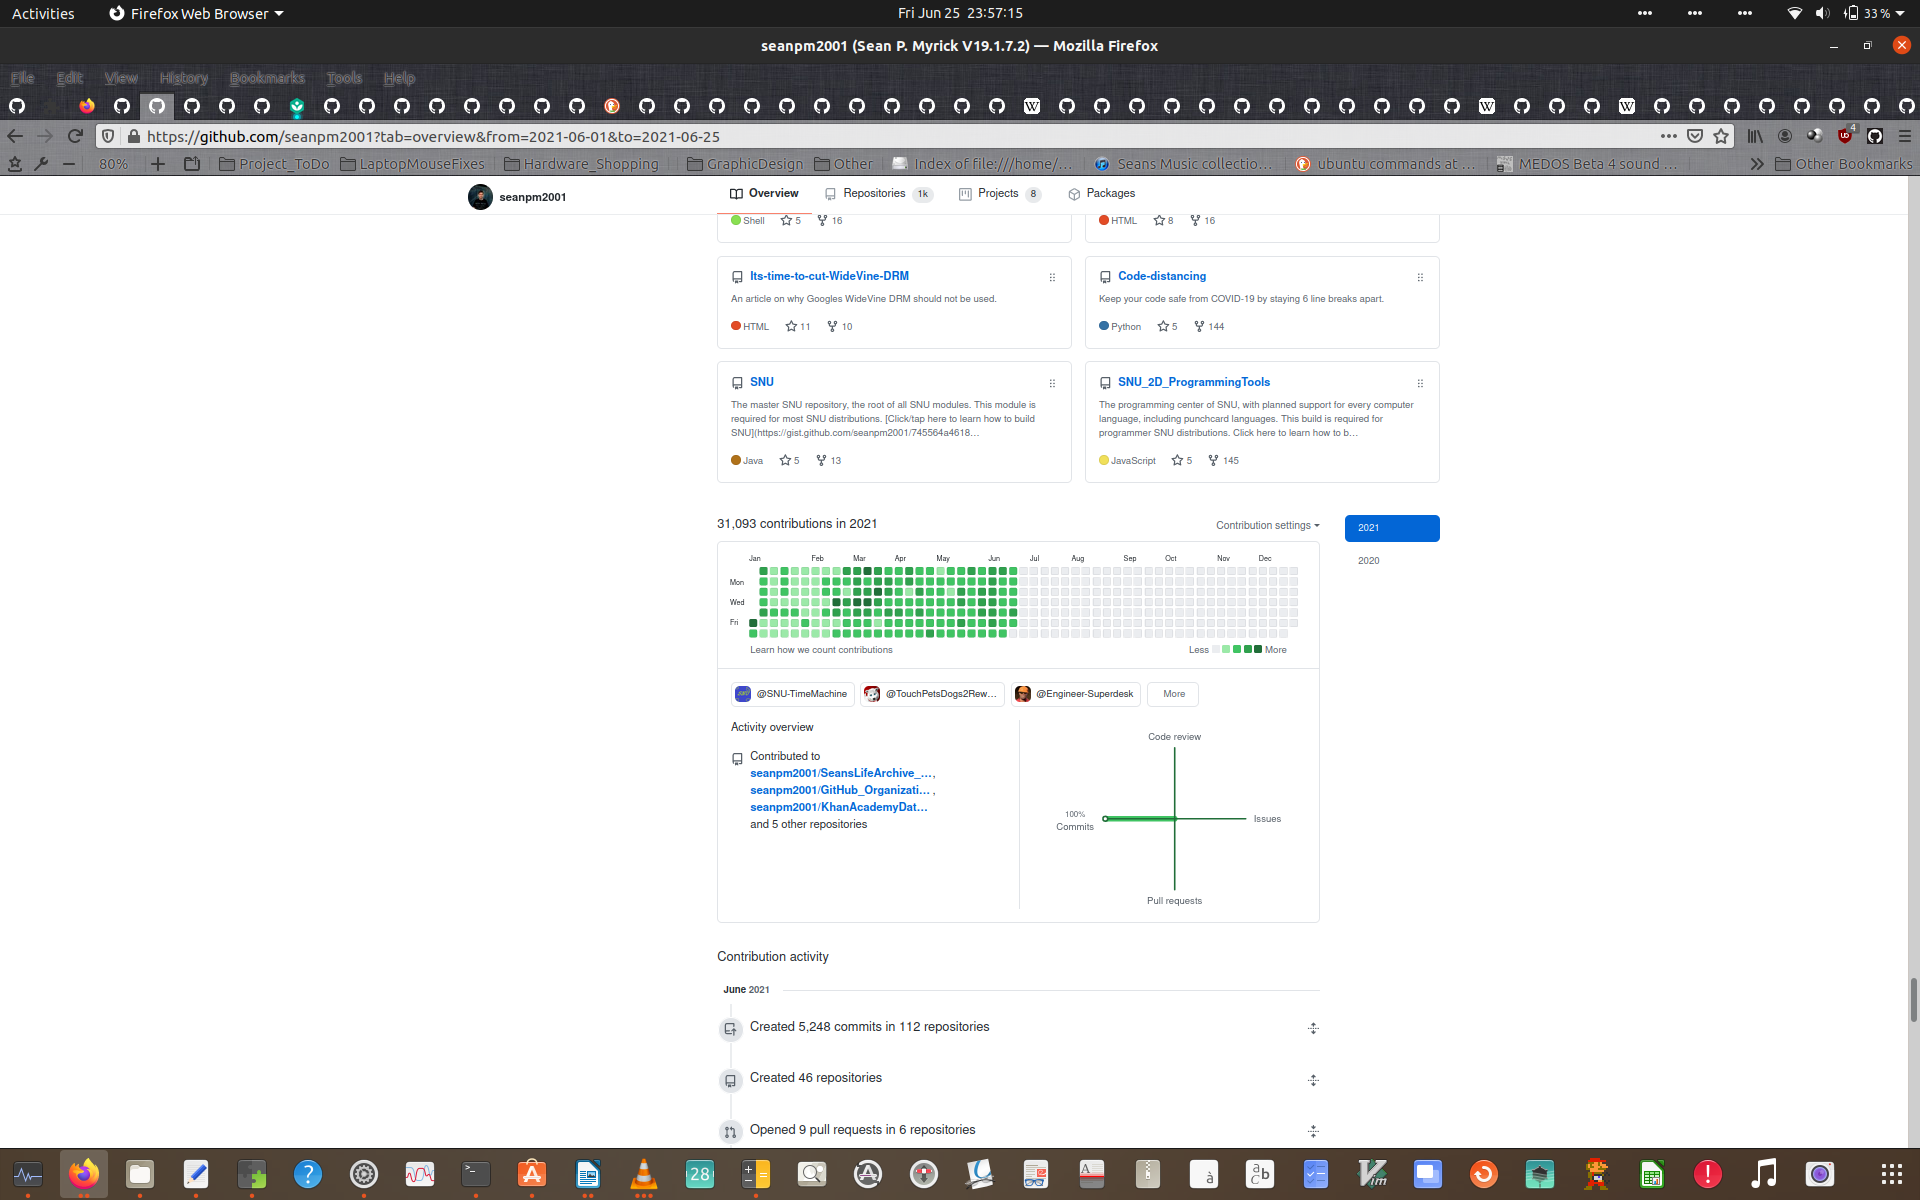 Activities
Firefox Web Browser
Fri Jun 25 23:57:15
33 %
seanpm2001 (Sean P. Myrick V19.1.7.2) — Mozilla Firefox
File Edit View History Bookmarks Tools Help
https://github.com/seanpm2001?tab=overview&from=2021-06-01&to=2021-06-25
4
80%
Project_ToDo
LaptopMouseFixes
Hardware_Shopping
GraphicDesign
Other
Index of file:///home/...
Seans Music collectio...
ubuntu commands at ...
MEDOS Beta 4 sound ...
Other Bookmarks
seanpm2001
Overview
Repositories 1k
Projects 8
Packages
Shell 5 16
HTML 8 16
Its-time-to-cut-WideVine-DRM
An article on why Googles WideVine DRM should not be used.
HTML 11 10
Code-distancing
Keep your code safe from COVID-19 by staying 6 line breaks apart.
Python 5 144
SNU
The master SNU repository, the root of all SNU modules. This module is
required for most SNU distributions. [Click/tap here to learn how to build
SNU](https://gist.github.com/seanpm2001/745564a4618...
Java 5 13
SNU_2D_ProgrammingTools
The programming center of SNU, with planned support for every computer
language, including punchcard languages. This build is required for
programmer SNU distributions. Click here to learn how to b...
JavaScript 5 145
31,093 contributions in 2021
Contribution settings
2021
2020
Jan Feb Mar Apr May Jun Jul Aug Sep Oct Nov Dec
Mon
Wed
Fri
Learn how we count contributions
Less More
@SNU-TimeMachine
@TouchPetsDogs2Rew...
@Engineer-Superdesk
More
Activity overview
Contributed to
seanpm2001/SeansLifeArchive_...,
seanpm2001/GitHub_Organizati... ,
seanpm2001/KhanAcademyDat...
and 5 other repositories
Code review
100%
Commits
Issues
Pull requests
Contribution activity
June 2021
Created 5,248 commits in 112 repositories
Created 46 repositories
Opened 9 pull requests in 6 repositories
28